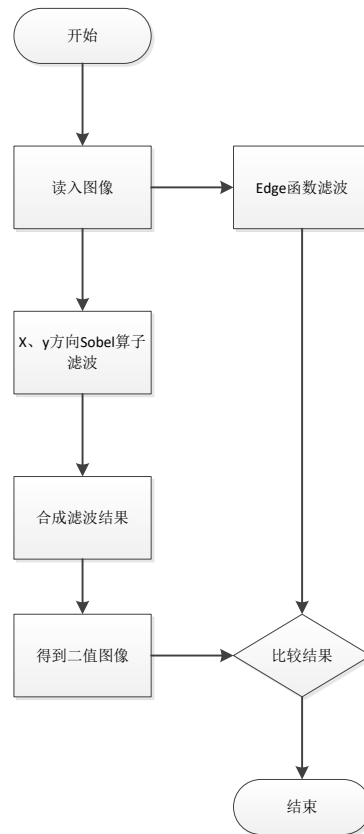 开始
读入图像
Edge函数滤波
X、y方向Sobel算子
滤波
合成滤波结果
得到二值图像
比较结果
结束